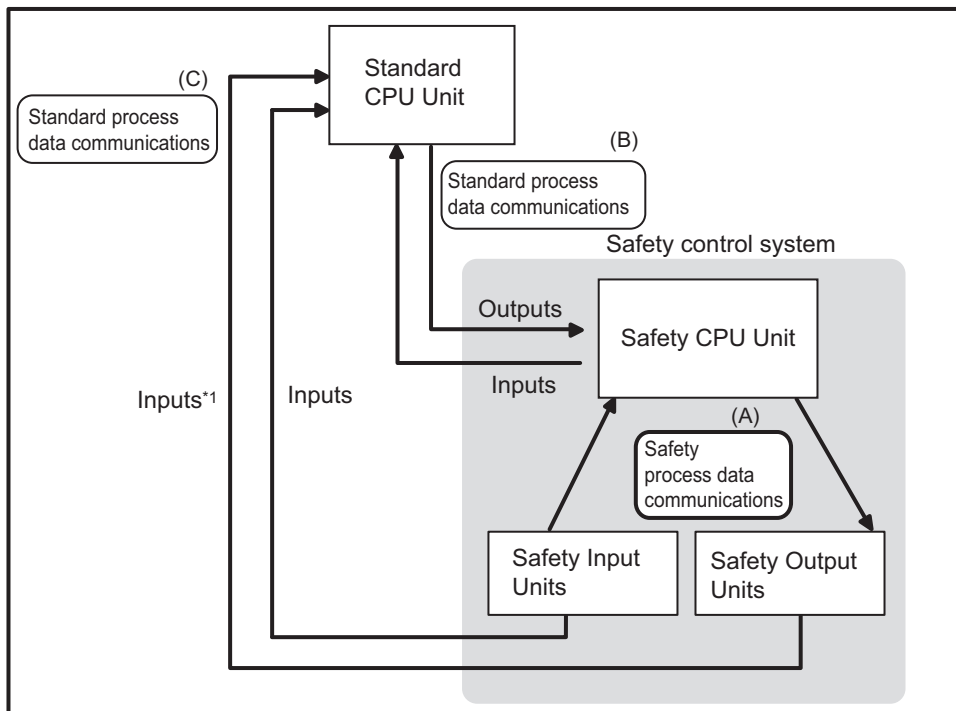 Standard
CPU Unit
(C)
Standard process
data communications
(B)
Standard process
data communications
Safety control system
Outputs
Safety CPU Unit
Inputs
Inputs*1
Inputs
(A)
Safety
process data
communications
Safety Input
Units
Safety Output
Units